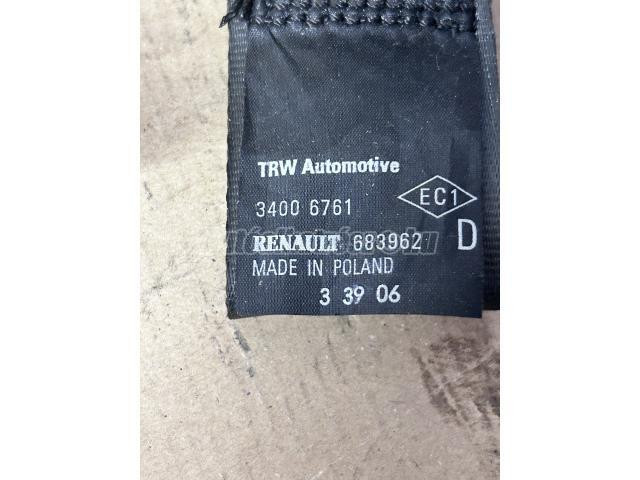 TRW Automotive
3400 6761
EC1
RENAULT 683962 D
MADE IN POLAND
3 39 06